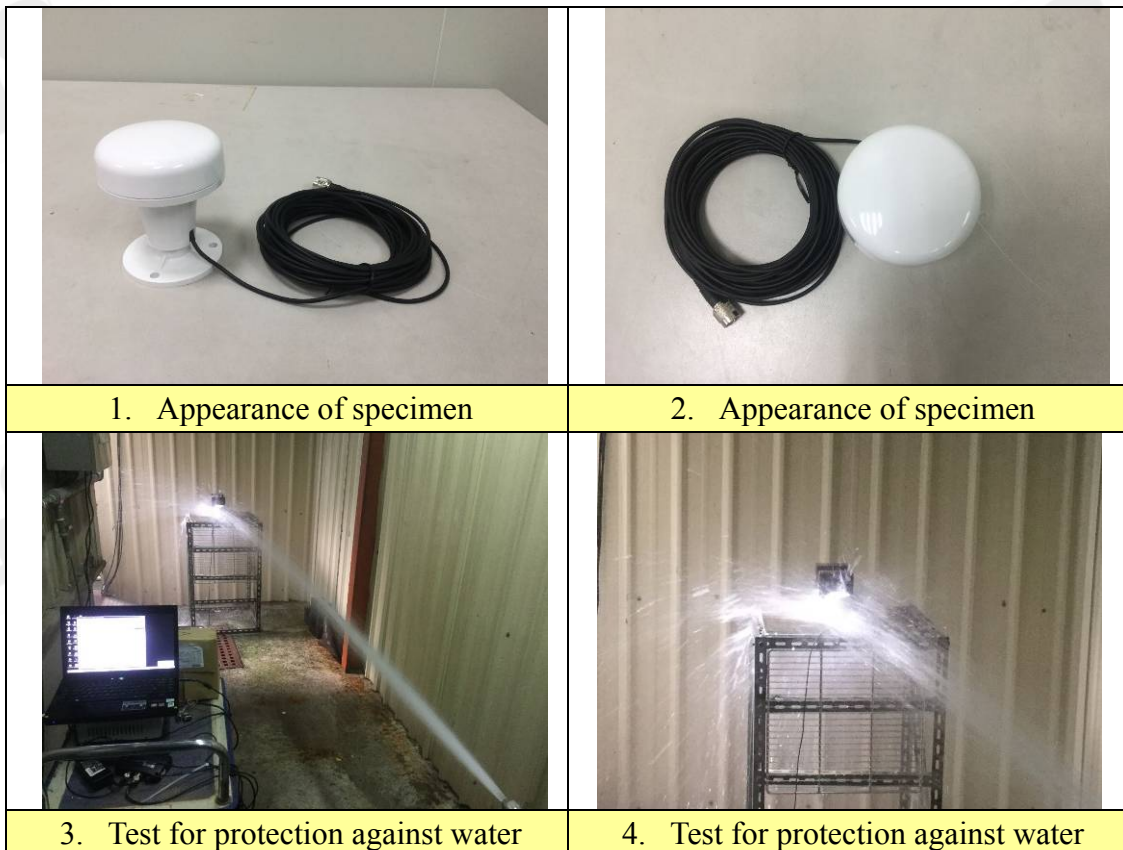 1. Appearance of specimen
2. Appearance of specimen
3. Test for protection against water
4. Test for protection against water